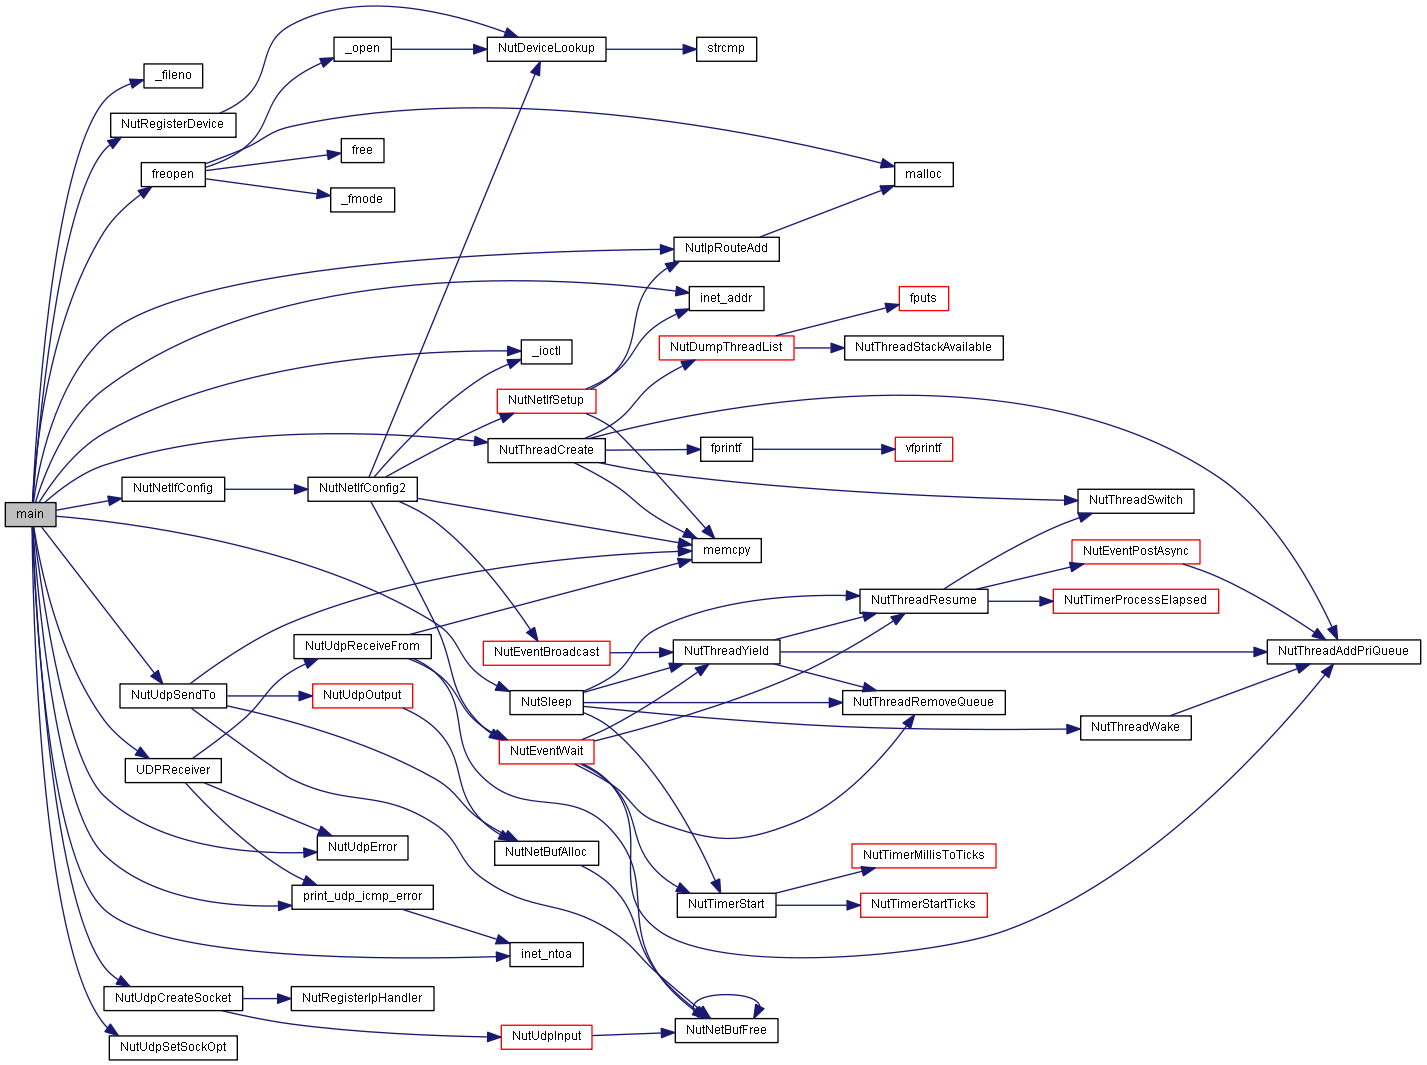 _open
NutDeviceLookup
strcmp
_fileno
NutRegisterDevice
free
freopen
malloc
_fmode
NutIpRouteAdd
inet_addr
fputs
NutDumpThreadList
NutThreadStackAvailable
_ioctl
NutNetIfSetup
NutThreadCreate
fprintf
vfprintf
NutNetIfConfig
NutNetIfConfig2
NutThreadSwitch
main
memcpy
NutEventPostAsync
NutThreadResume
NutTimerProcessElapsed
NutUdpReceiveFrom
NutEventBroadcast
NutThreadYield
NutThreadAddPriQueue
NutUdpSendTo
NutUdpOutput
NutSleep
NutThreadRemoveQueue
NutThreadWake
NutEventWait
UDPReceiver
NutUdpError
NutNetBufAlloc
NutTimerMillisToTicks
print_udp_icmp_error
NutTimerStart
NutTimerStartTicks
inet_ntoa
NutUdpCreateSocket
NutRegisterIpHandler
NutUdpInput
NutNetBufFree
NutUdpSetSockOpt